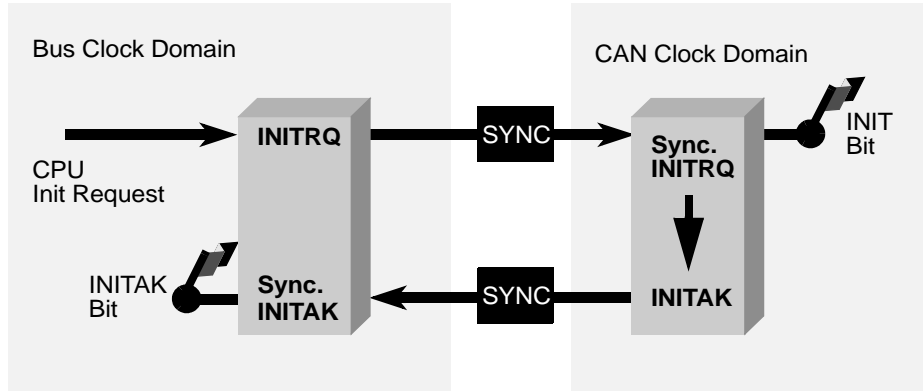 Bus Clock Domain
CAN Clock Domain
CPU
Init Request
INITRQ
SYNC
Sync.
INITRQ
INIT
Bit
INITAK
Bit
Sync.
INITAK
SYNC
INITAK